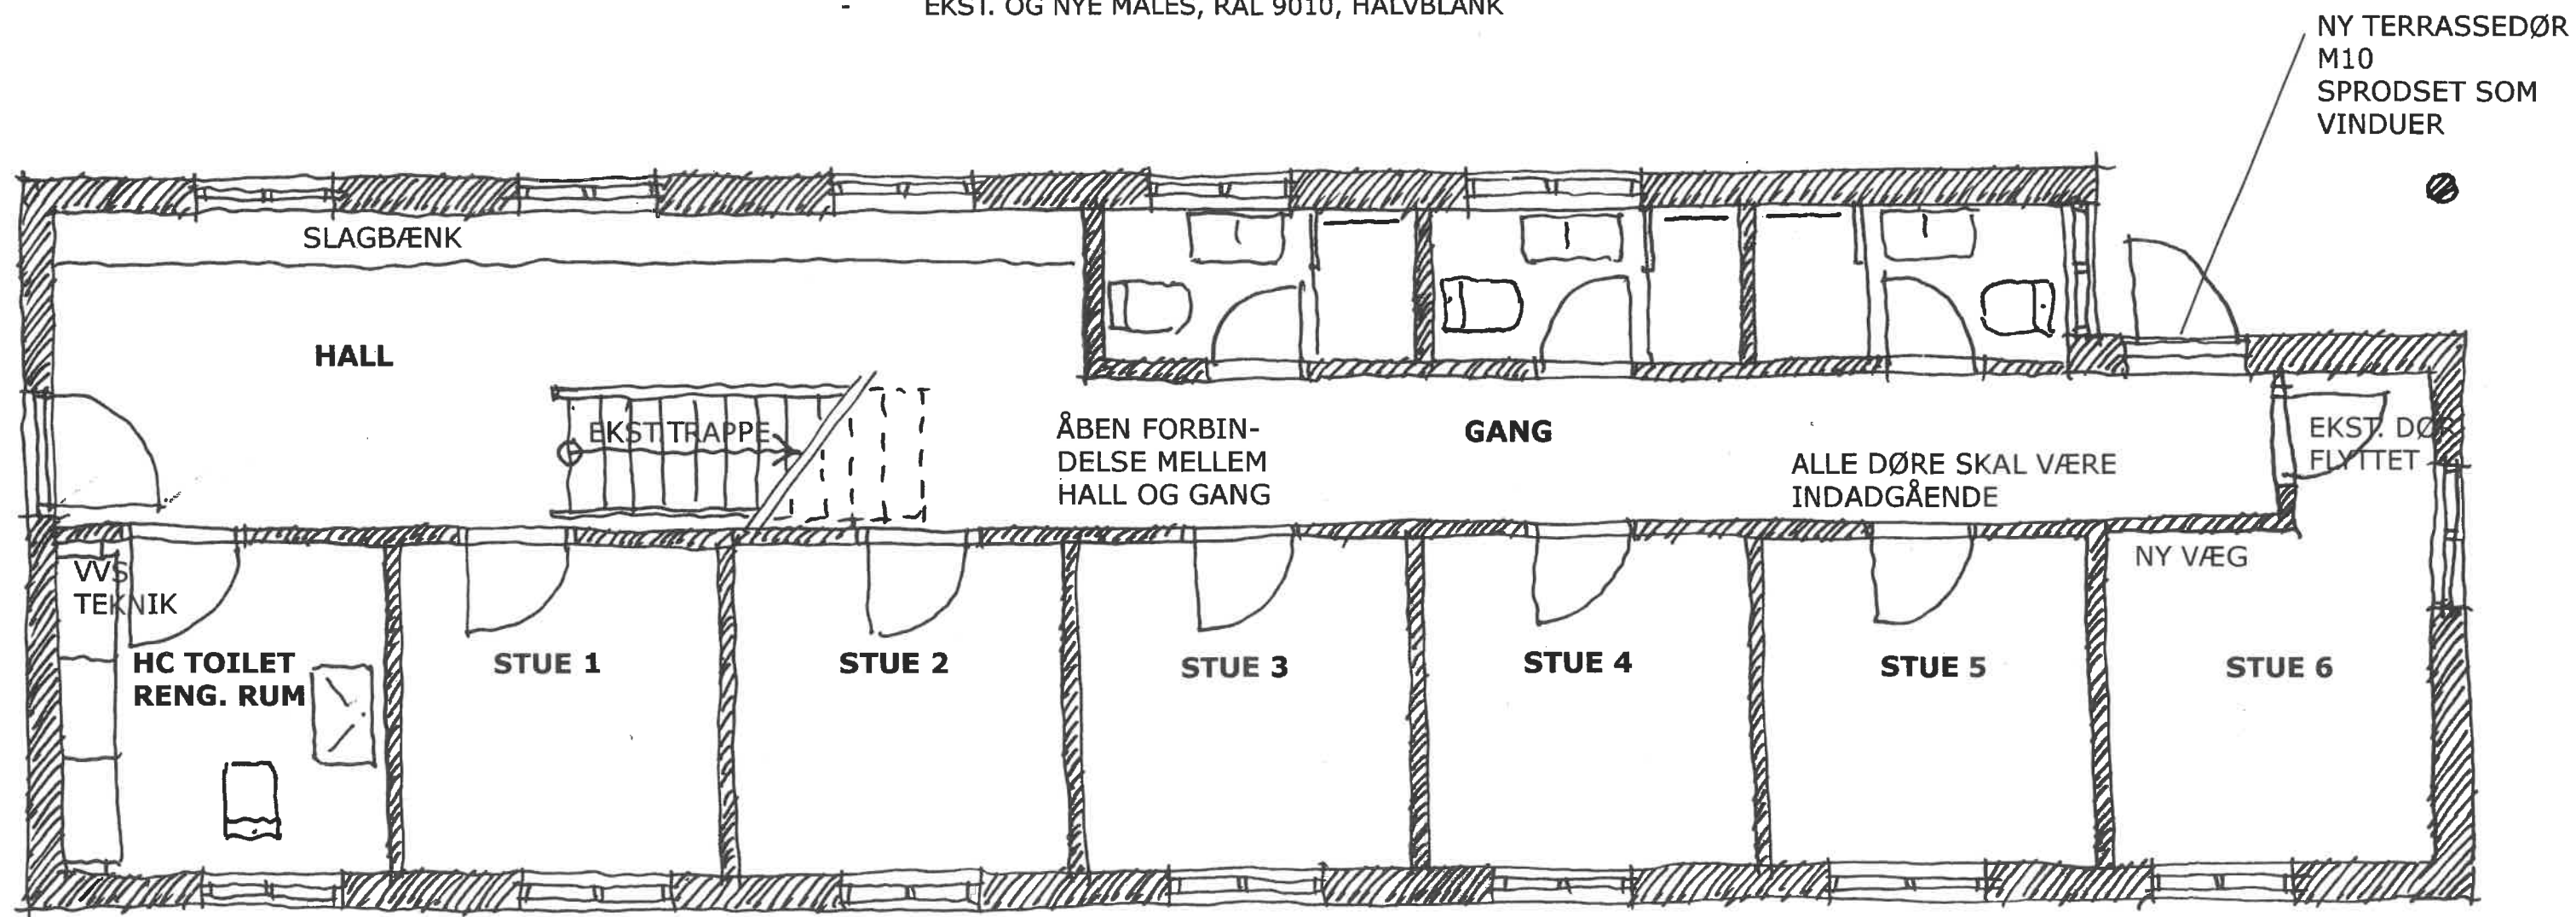 - EKST. OG NYE MALES, RAL 9010, HALVBLANK
NY TERRASSEDØR
M10
SPRODSET SOM
VINDUER
SLAGBÆNK
HALL
EKST TRAPPE
ÅBEN FORBIN-
DELSE MELLEM
HALL OG GANG
GANG
ALLE DØRE SKAL VÆRE
INDADGÅENDE
EKST. DØR
FLYTTET
NY VÆG
VVS
TEKNIK
HC TOILET
RENG. RUM
STUE 1
STUE 2
STUE 3
STUE 4
STUE 5
STUE 6